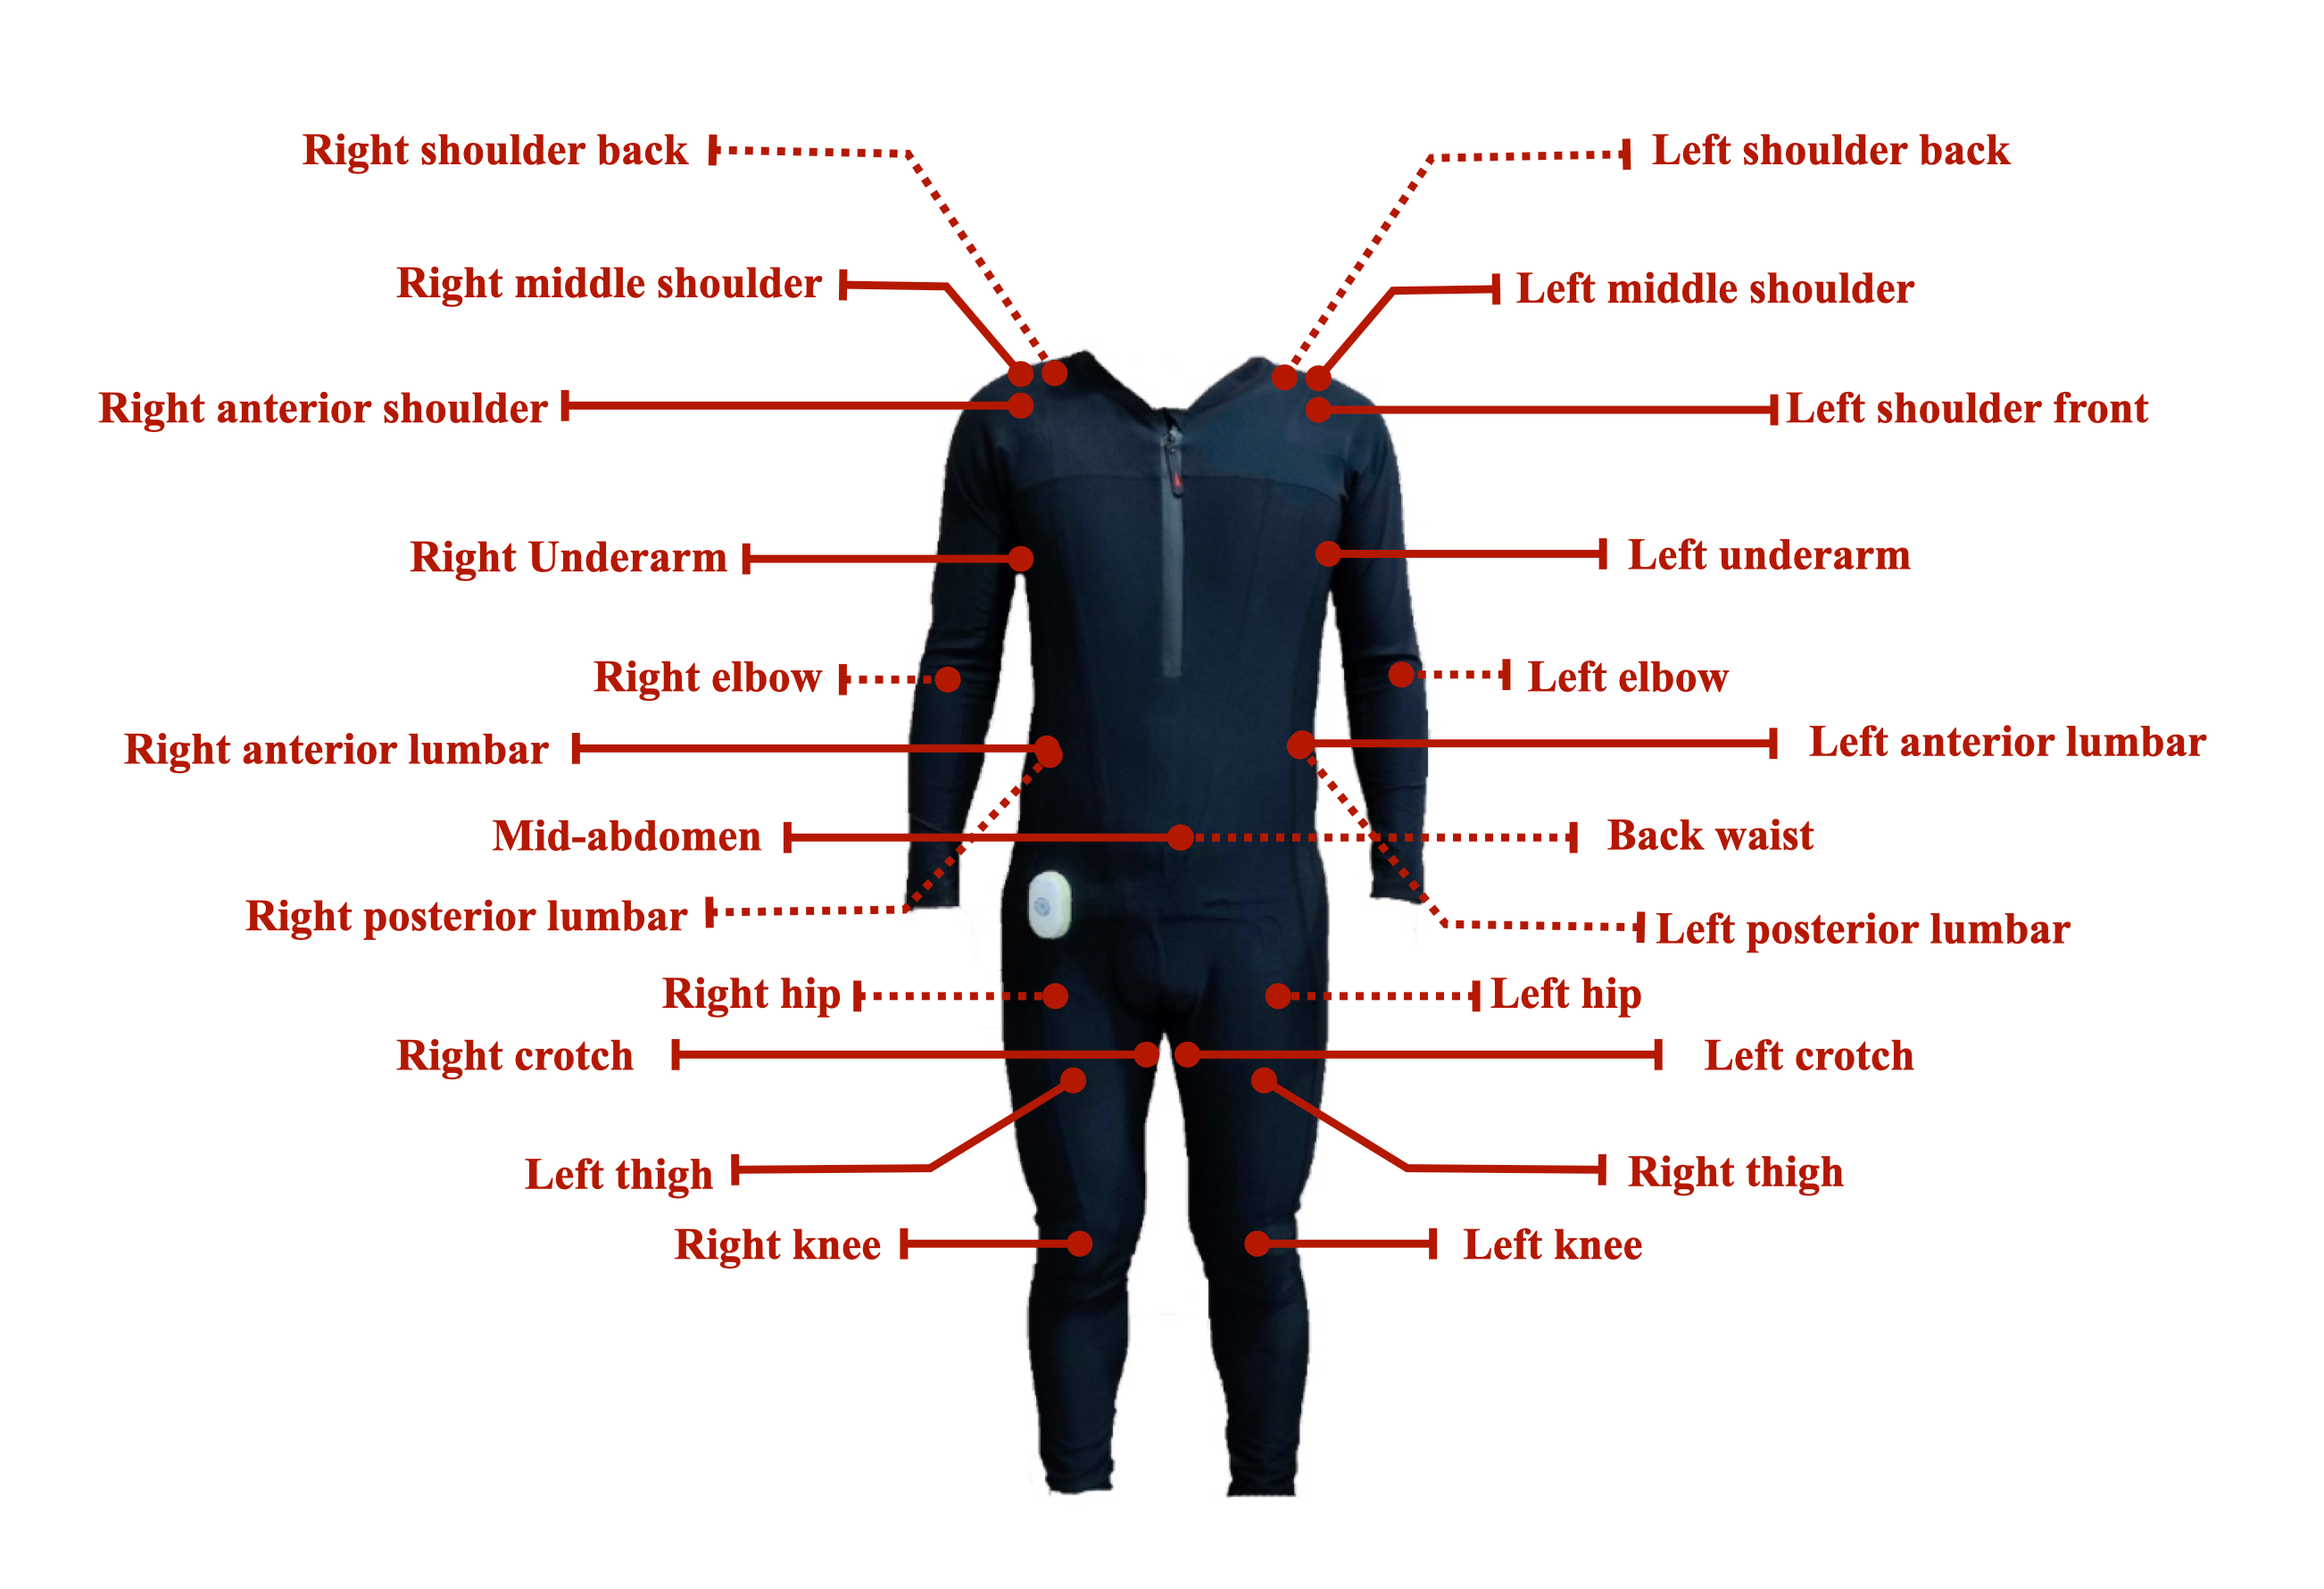 Right shoulder back
Left shoulder back
Right middle shoulder
Left middle shoulder
Right anterior shoulder
Left shoulder front
Right Underarm
Left underarm
Right elbow
Left elbow
Right anterior lumbar
Left anterior lumbar
Mid-abdomen
Back waist
Right posterior lumbar
Left posterior lumbar
Right hip
Left hip
Right crotch
Left crotch
Left thigh
Right thigh
Right knee
Left knee